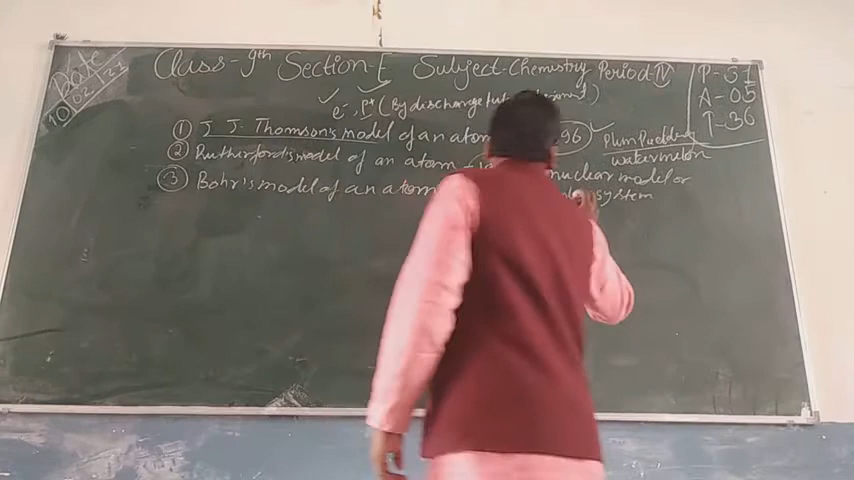 Date 10 02 21
Class-9th Section-E Subject-Chemistry Period-IV
P-31
A-05
T-36
e⁻, p⁺ (By discharge tube
① J. J. Thomson's model of an atom 96 Plum Pudding
watermelon
② Rutherford's model of an atom nuclear model or
system
③ Bohr's model of an atom